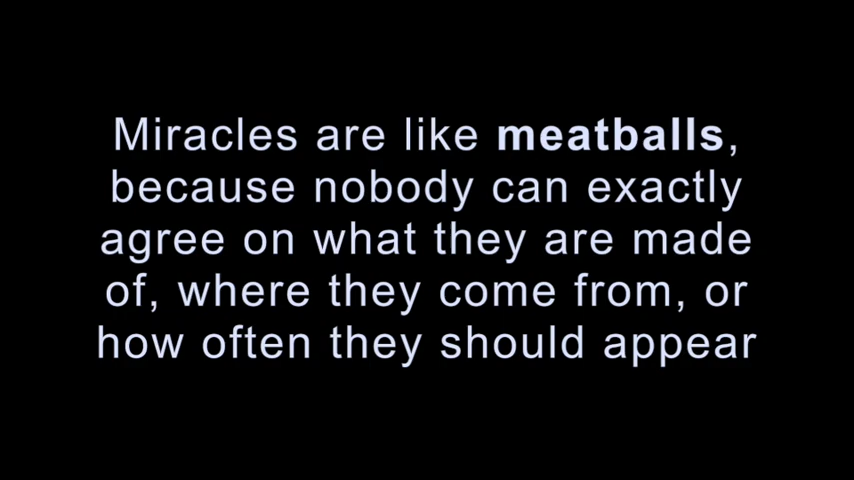 Miracles are like meatballs,
because nobody can exactly
agree on what they are made
of, where they come from, or
how often they should appear